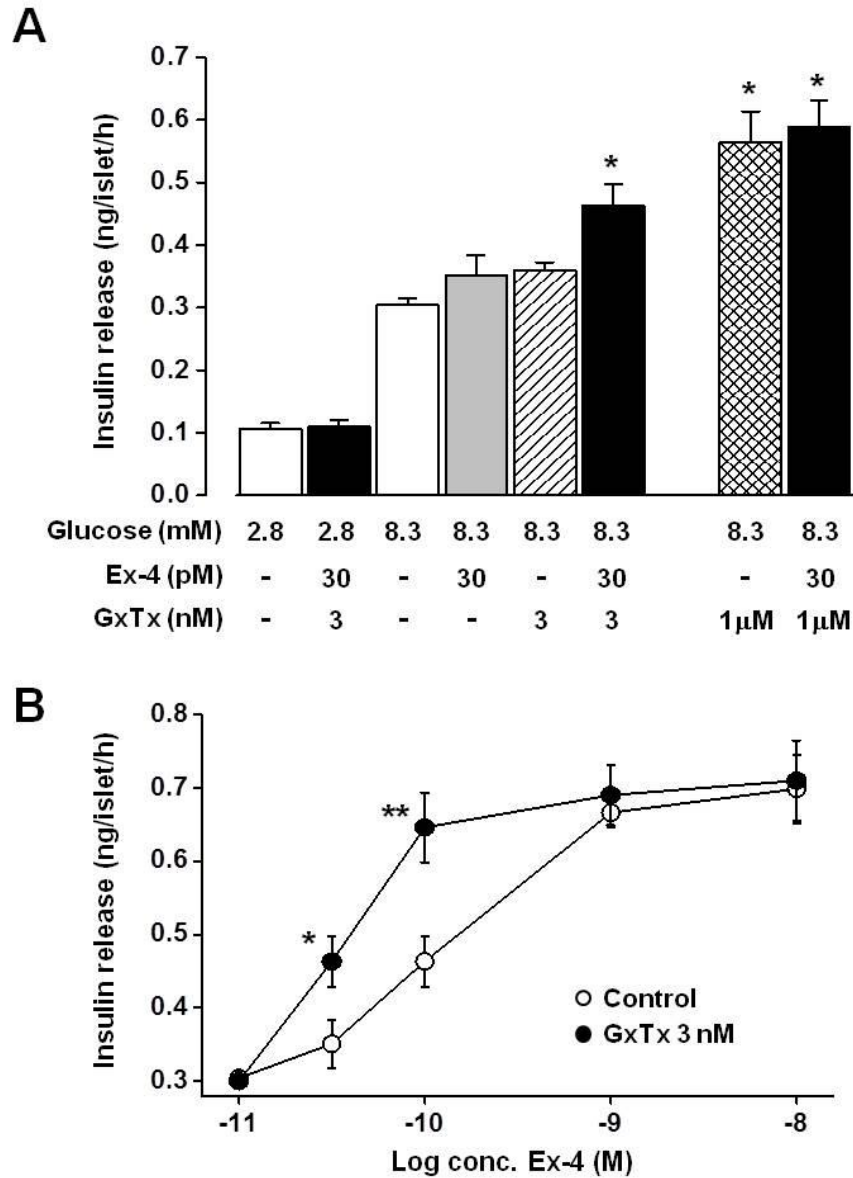 A
Insulin release (ng/islet/h)
0.7
0.6
0.5
0.4
0.3
0.2
0.1
0.0
* * *
Glucose (mM) 2.8 2.8 8.3 8.3 8.3 8.3 8.3 8.3
Ex-4 (pM) - 30 - 30 - 30 - 30
GxTx (nM) - 3 - - 3 3 1μM 1μM
B
Insulin release (ng/islet/h)
0.8
0.7
0.6
0.5
0.4
0.3
**
*
Control
GxTx 3 nM
-11 -10 -9 -8
Log conc. Ex-4 (M)